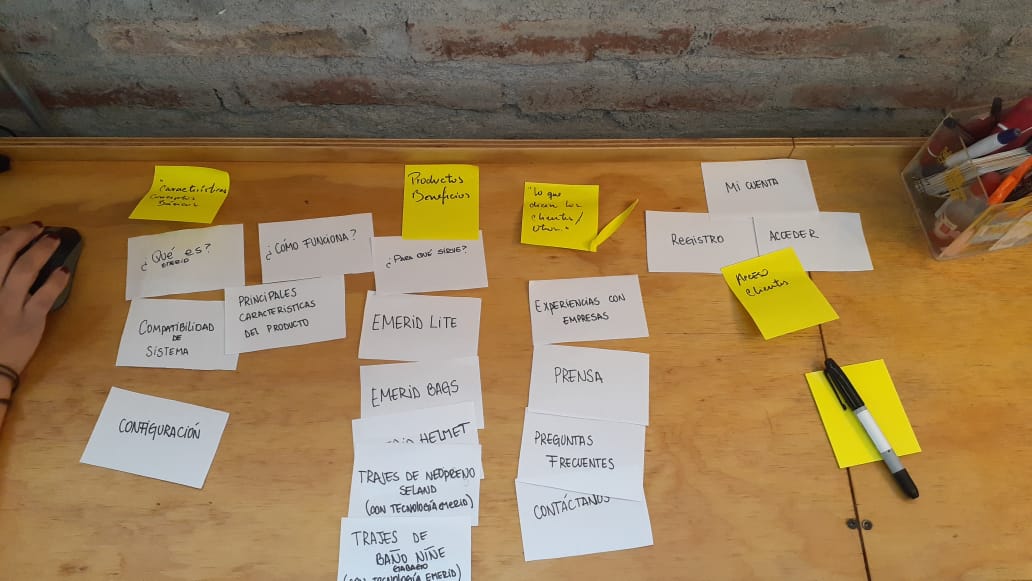 "Características
Conceptos
Básicos
¿Qué es?
EMERID
¿CÓMO FUNCIONA?
COMPATIBILIDAD
DE
SISTEMA
PRINCIPALES
CARACTERÍSTICAS
DEL PRODUCTO
CONFIGURACIÓN
Productos
Beneficios
¿PARA QUÉ SIRVE?
EMERID LITE
EMERID BAGS
HELMET
TRAJES DE NEOPRENO
SELAND
(CON TECNOLOGÍA EMERID)
TRAJES DE
BAÑO NIÑE
(CON TECNOLOGÍA EMERID)
"Lo que
dicen los
clientes/
EXPERIENCIAS CON
EMPRESAS
PRENSA
PREGUNTAS
FRECUENTES
CONTÁCTANOS
MI CUENTA
REGISTRO
ACCEDER
Acceso
clientes